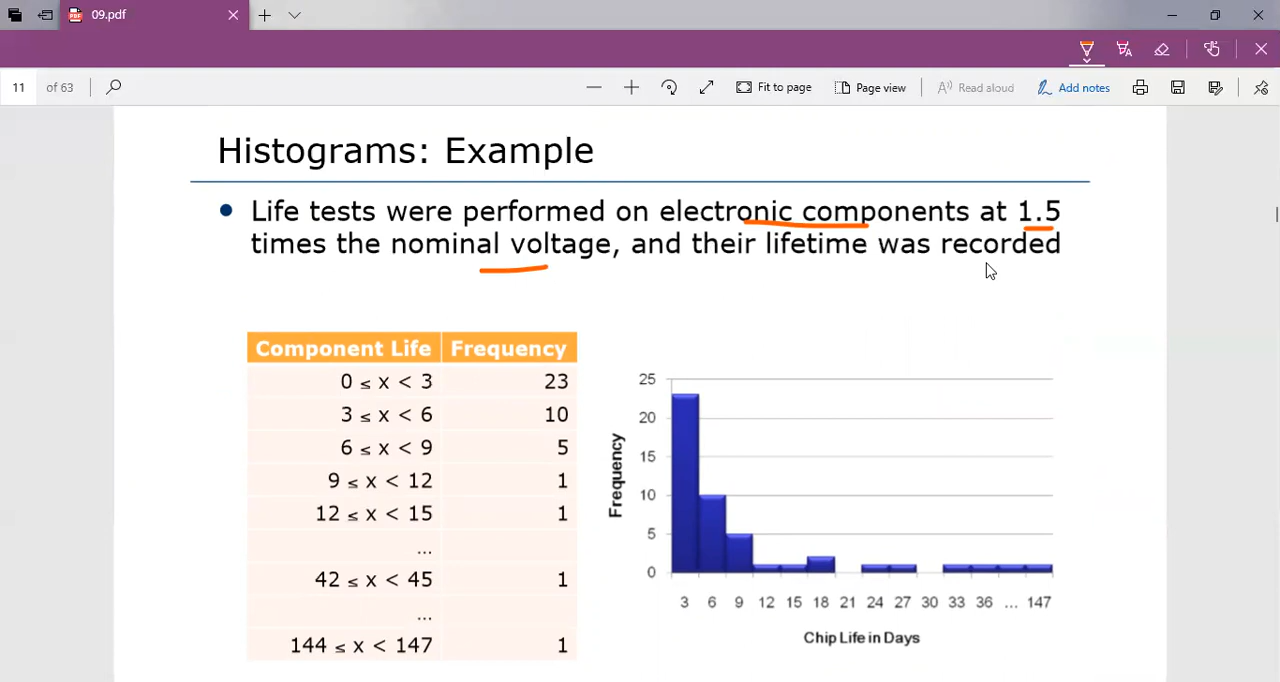 09.pdf
11 of 63 Fit to page Page view Read aloud Add notes
Histograms: Example
Life tests were performed on electronic components at 1.5
times the nominal voltage, and their lifetime was recorded
Component Life Frequency
0 ≤ x < 3 23
3 ≤ x < 6 10
6 ≤ x < 9 5
9 ≤ x < 12 1
12 ≤ x < 15 1
...
42 ≤ x < 45 1
...
144 ≤ x < 147 1
Frequency
25
20
15
10
5
0
3 6 9 12 15 18 21 24 27 30 33 36 ... 147
Chip Life in Days